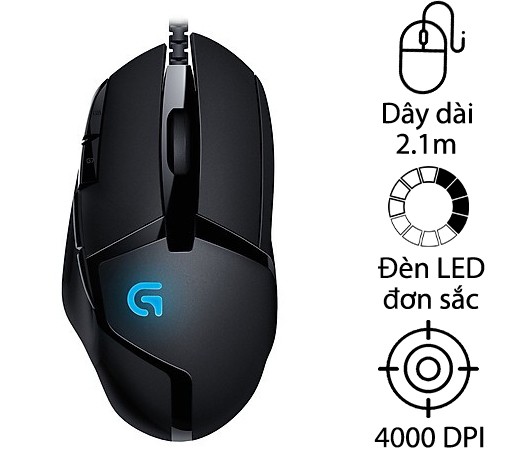 Dây dài
2.1m
Đèn LED
đơn sắc
4000 DPI
G